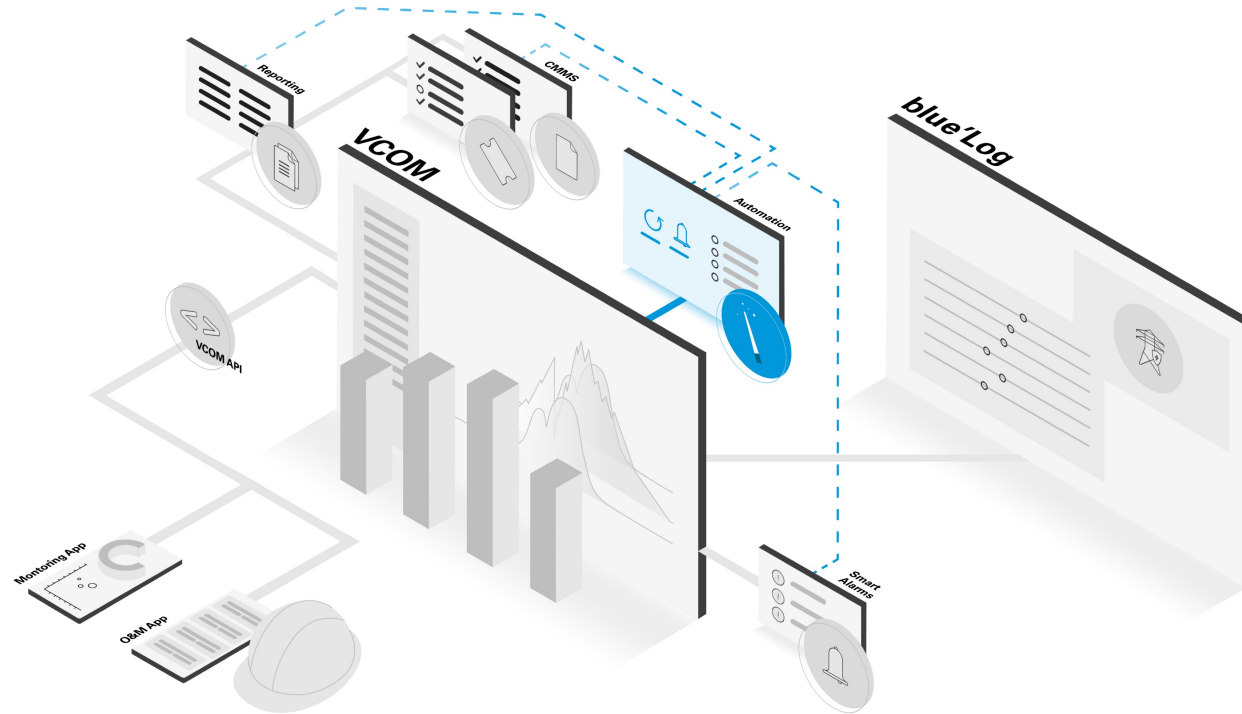 Reporting
CMMS
VCOM
blue'Log
Automation
VCOM API
Montoring App
O&M App
Smart
Alarms